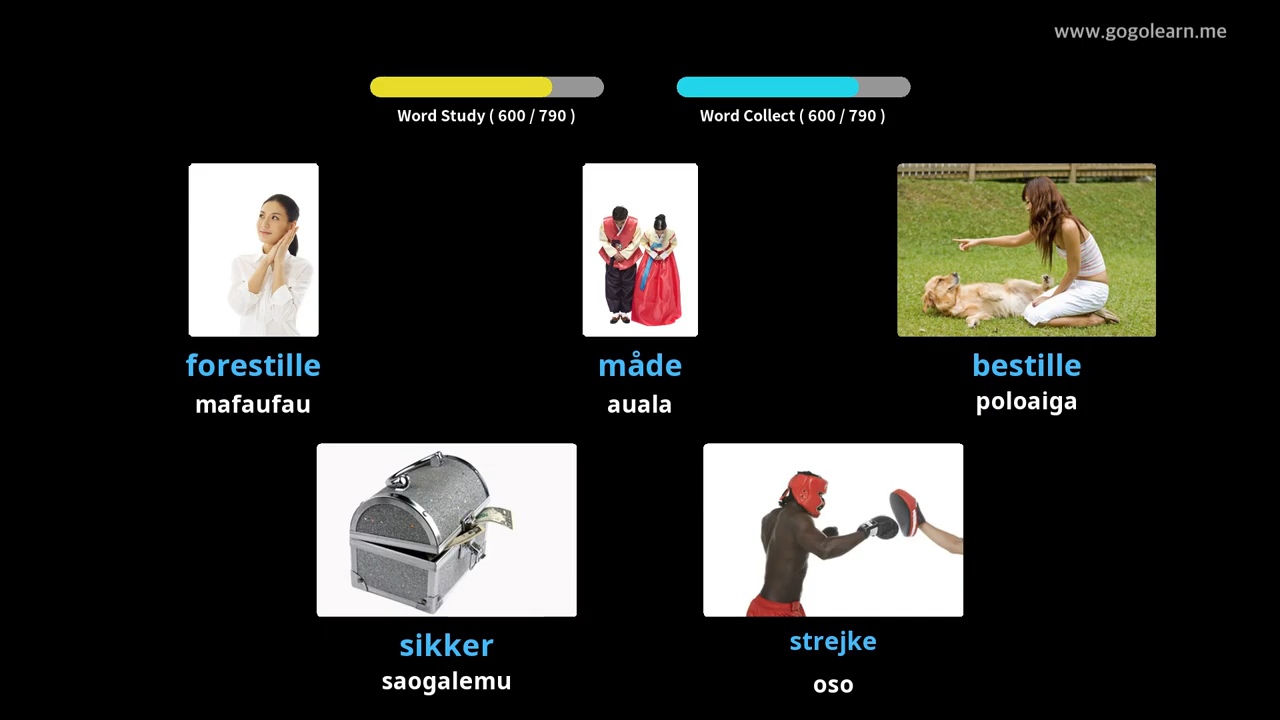 www.gogolearn.me
Word Study ( 600 / 790 )
Word Collect ( 600 / 790 )
forestille
mafaufau
måde
auala
bestille
poloaiga
sikker
saogalemu
strejke
oso